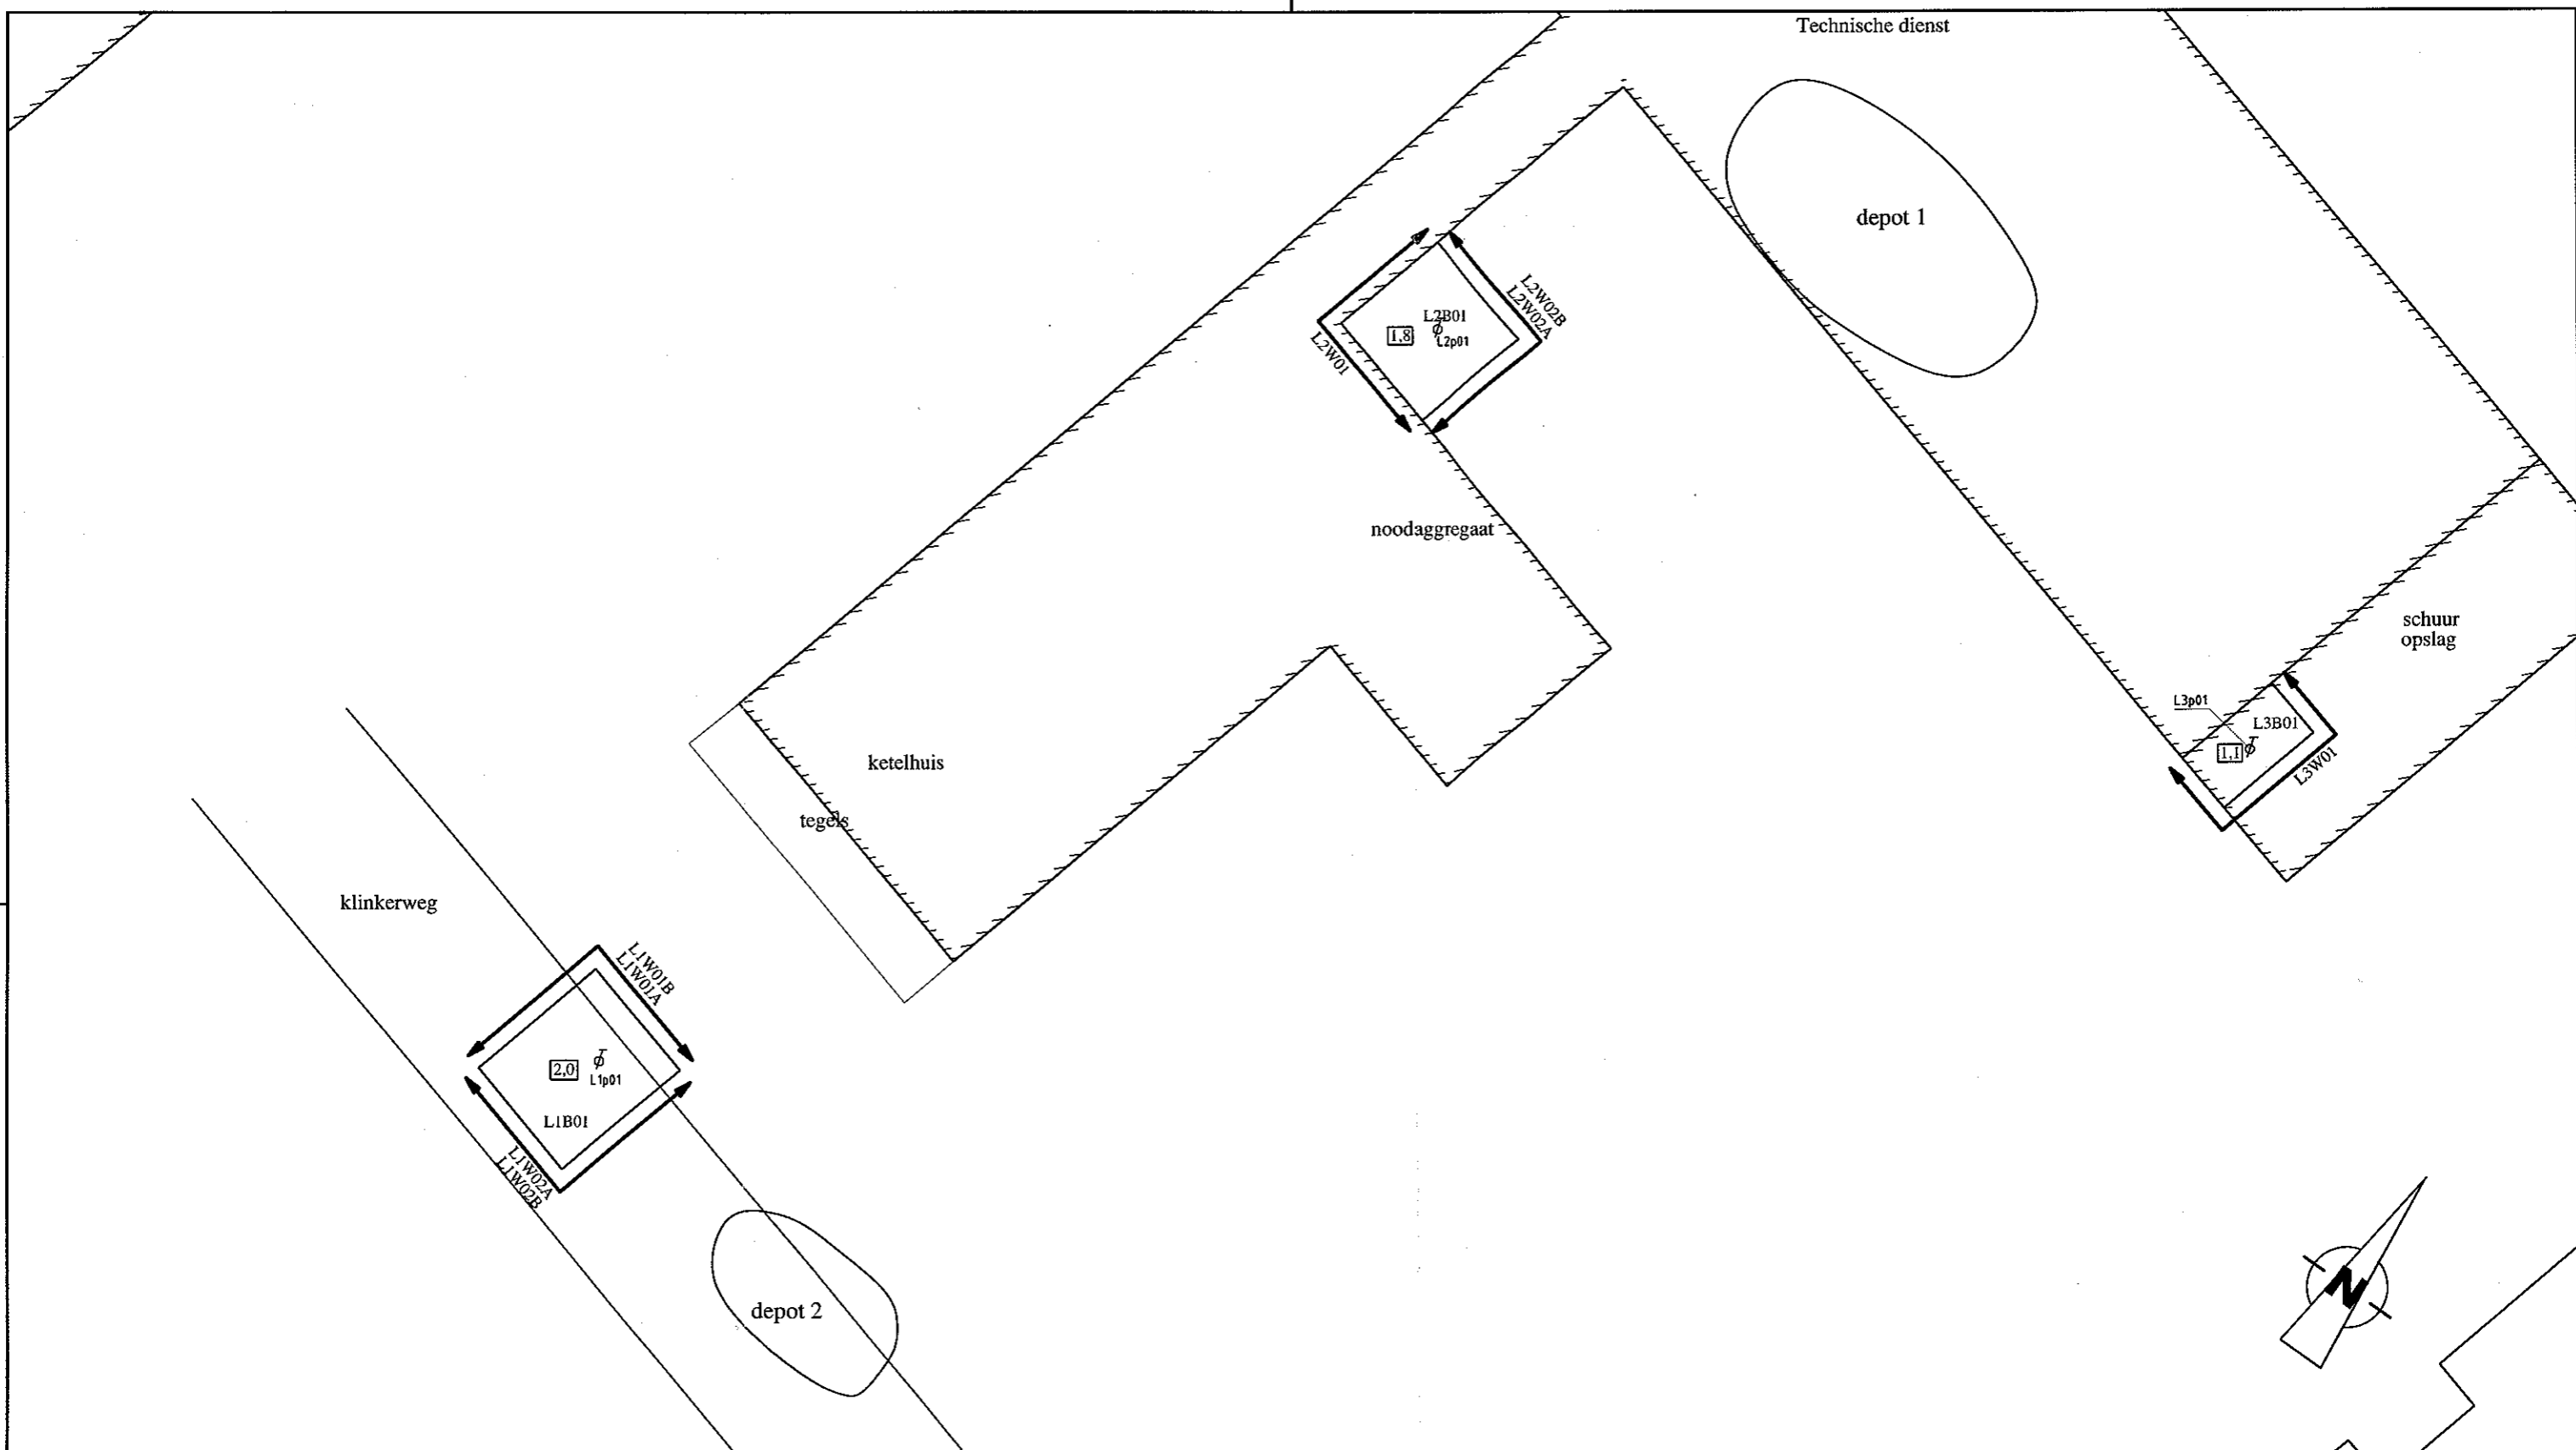 Technische dienst
depot 1
L2W02B
L2W02A
L2B01
1,8
L2p01
L2W01
noodaggregaat
schuur
opslag
L3p01
L3B01
1,1
L3W01
ketelhuis
tegels
klinkerweg
L1W01B
L1W01A
2,0
L1p01
L1B01
L1W02A
L1W02B
depot 2
N